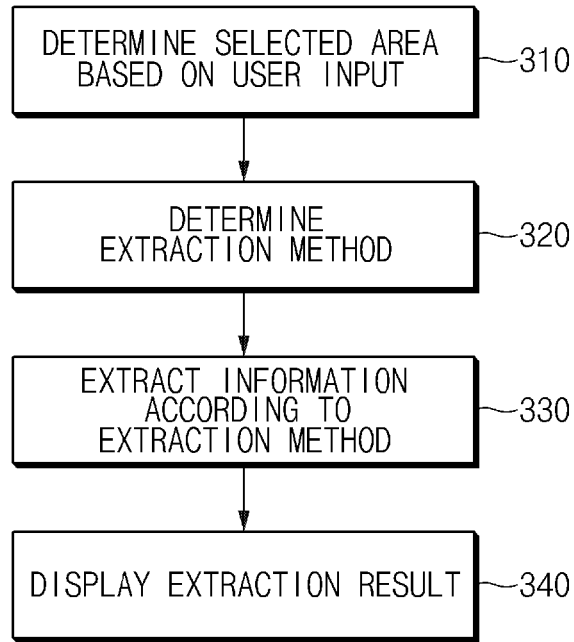 DETERMINE SELECTED AREA
BASED ON USER INPUT
310
DETERMINE
EXTRACTION METHOD
320
EXTRACT INFORMATION
ACCORDING TO
EXTRACTION METHOD
330
DISPLAY EXTRACTION RESULT
340